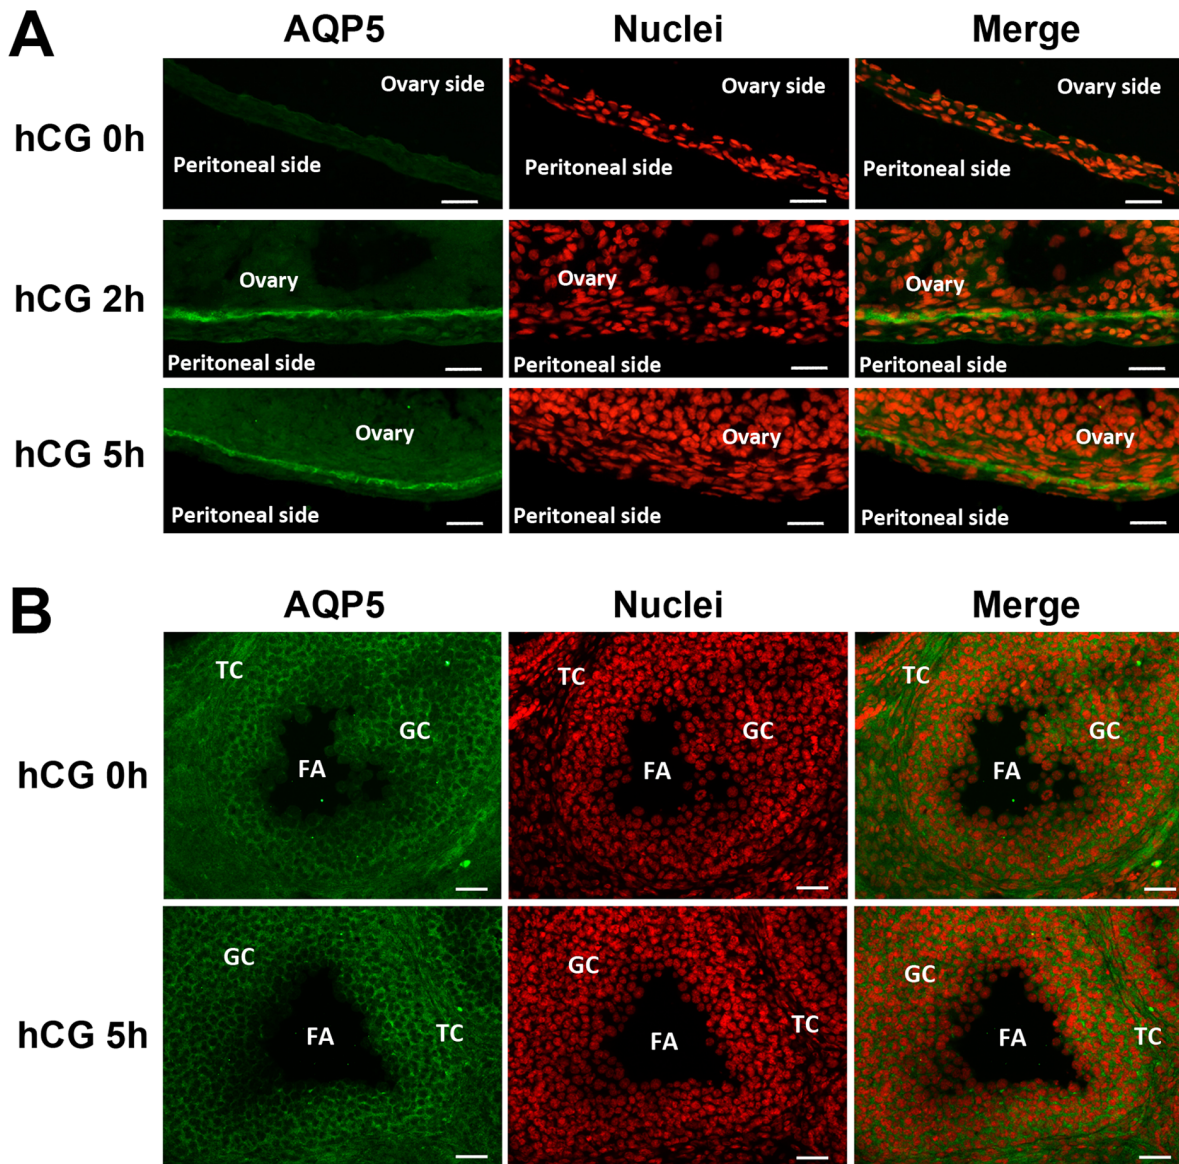 A
AQP5 Nuclei Merge
hCG 0h
Ovary side
Peritoneal side
Ovary side
Peritoneal side
Ovary side
Peritoneal side
hCG 2h
Ovary
Peritoneal side
Ovary
Peritoneal side
Ovary
Peritoneal side
hCG 5h
Ovary
Peritoneal side
Ovary
Peritoneal side
Ovary
Peritoneal side
B
AQP5 Nuclei Merge
hCG 0h
TC
GC
FA
TC
GC
FA
TC
GC
FA
hCG 5h
GC
TC
FA
GC
TC
FA
GC
TC
FA